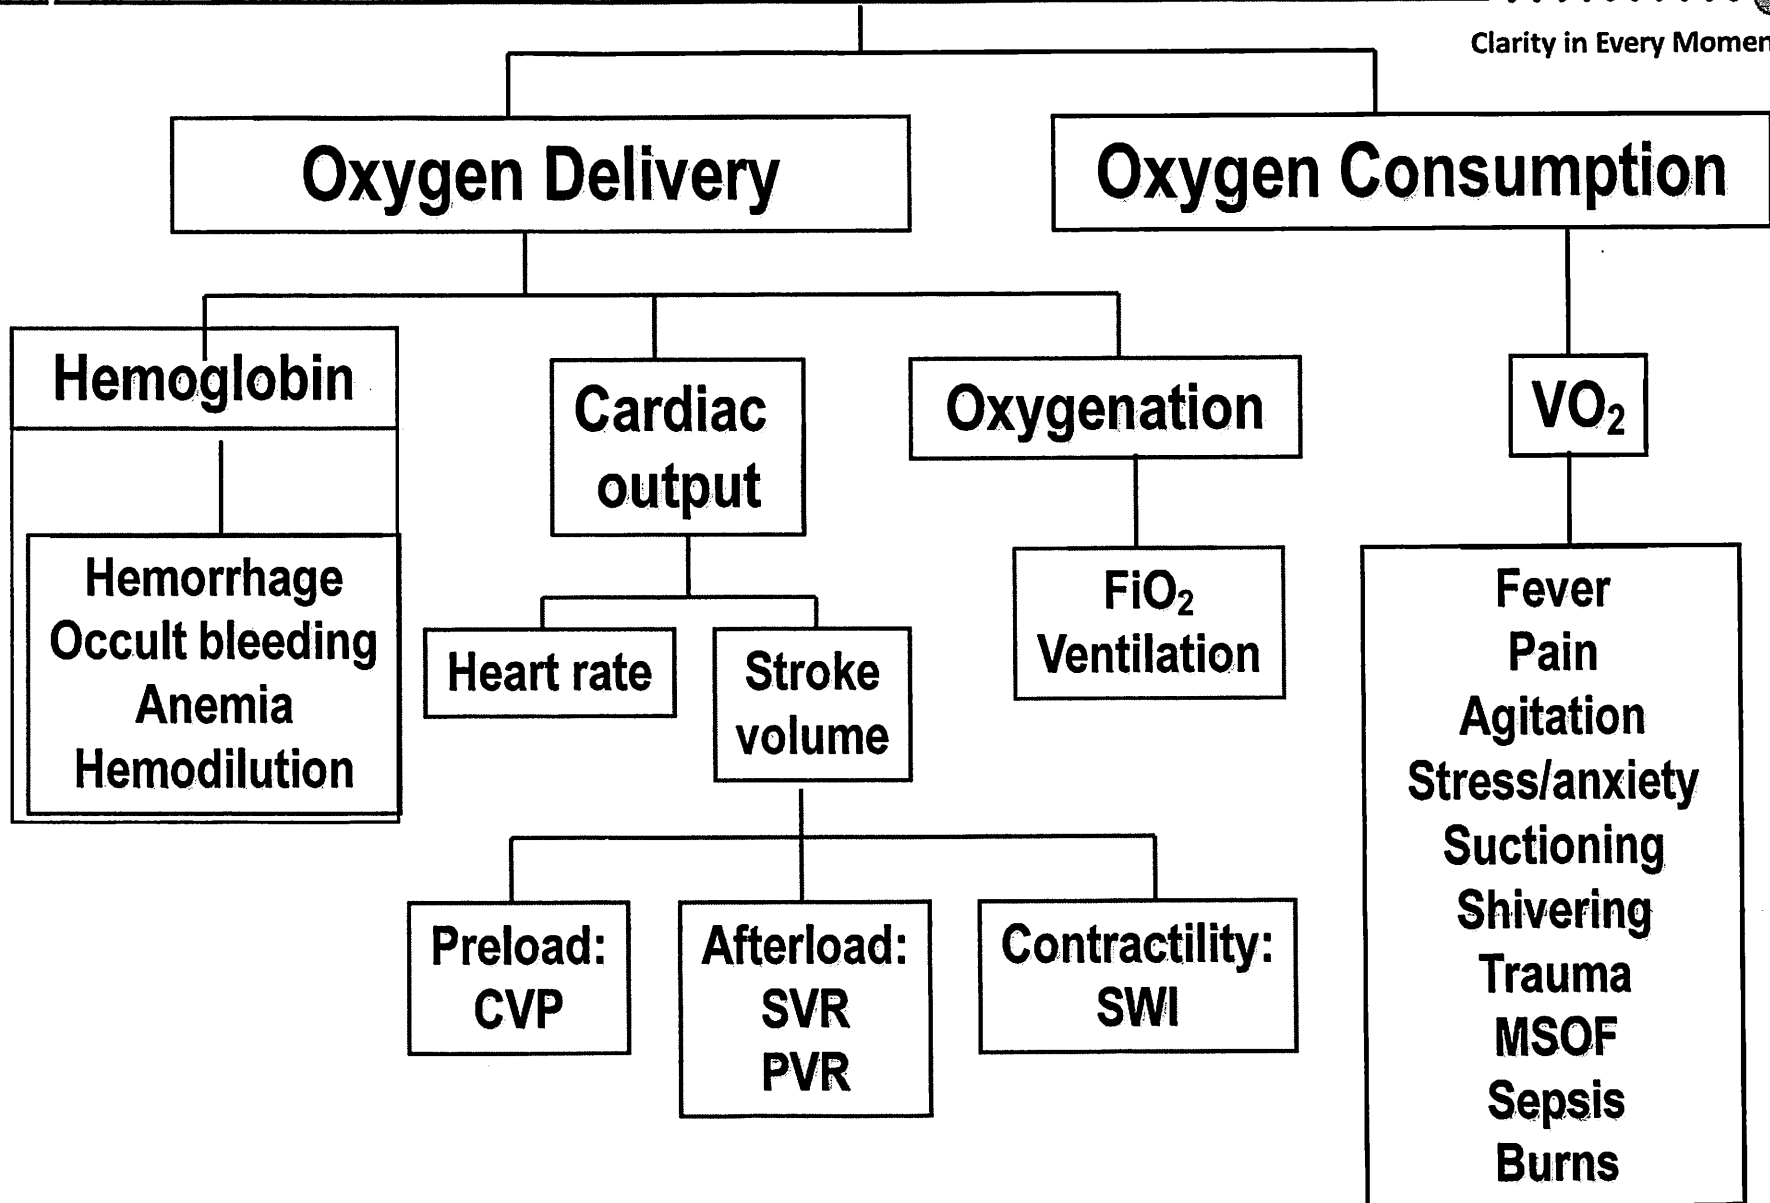 Clarity in Every Momen
Oxygen Delivery
Oxygen Consumption
Hemoglobin
Cardiac
output
Oxygenation
VO₂
Hemorrhage
Occult bleeding
Anemia
Hemodilution
Heart rate
Stroke
volume
FiO₂
Ventilation
Fever
Pain
Agitation
Stress/anxiety
Suctioning
Shivering
Trauma
MSOF
Sepsis
Burns
Preload:
CVP
Afterload:
SVR
PVR
Contractility:
SWI